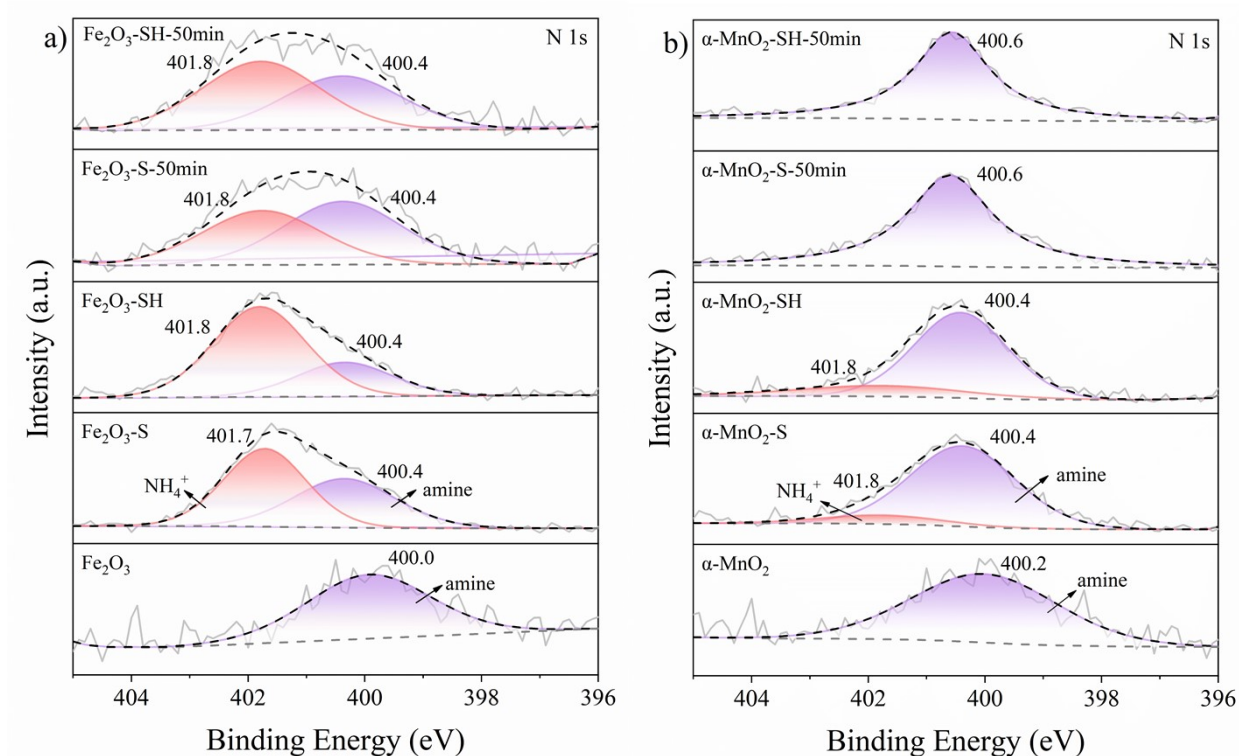 a)
Fe₂O₃-SH-50min
N 1s
401.8
400.4
Fe₂O₃-S-50min
401.8
400.4
Fe₂O₃-SH
401.8
400.4
Fe₂O₃-S
401.7
400.4
NH₄⁺
amine
Fe₂O₃
400.0
amine
Intensity (a.u.)
404
402
400
398
396
Binding Energy (eV)
b)
α-MnO₂-SH-50min
N 1s
400.6
α-MnO₂-S-50min
400.6
α-MnO₂-SH
400.4
401.8
α-MnO₂-S
400.4
401.8
NH₄⁺
amine
α-MnO₂
400.2
amine
Intensity (a.u.)
404
402
400
398
396
Binding Energy (eV)